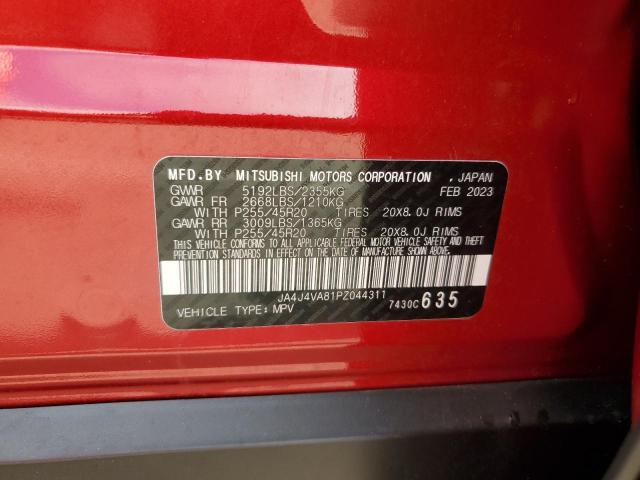 MFD.BY MITSUBISHI MOTORS CORPORATION , JAPAN
GVWR 5192LBS/2355KG FEB 2023
GAWR FR 2668LBS/1210KG
WITH P255/45R20 TIRES 20X8.0J RIMS
GAWR RR 3009LBS/1365KG
WITH P255/45R20 TIRES 20X8.0J RIMS
THIS VEHICLE CONFORMS TO ALL APPLICABLE FEDERAL MOTOR VEHICLE SAFETY AND THEFT
PREVENTION STANDARDS IN EFFECT ON THE DATE OF MANUFACTURE SHOWN ABOVE.
JA4J4VA81PZ044311
VEHICLE TYPE: MPV 7430C 635